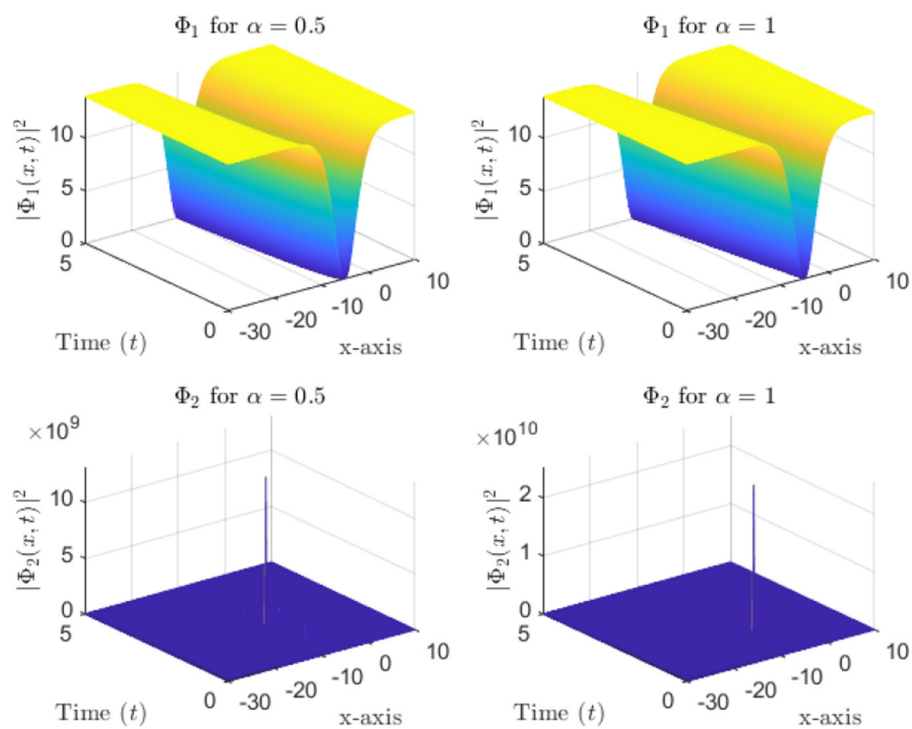 Φ₁ for α = 0.5
Φ₁ for α = 1
|Φ₁(x, t)|²
10
5
0
5
0
Time (t)
-30
-20
-10
0
10
x-axis
|Φ₁(x, t)|²
10
5
0
5
0
Time (t)
-30
-20
-10
0
10
x-axis
Φ₂ for α = 0.5
Φ₂ for α = 1
×10⁹
|Φ₂(x, t)|²
10
5
0
5
0
Time (t)
-30
-20
-10
0
10
x-axis
×10¹⁰
|Φ₂(x, t)|²
2
1
0
5
0
Time (t)
-30
-20
-10
0
10
x-axis